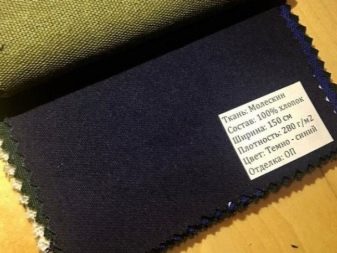 Ткань: Молескин
Состав: 100% хлопок
Ширина: 150 см
Плотность: 280 г/м2
Цвет: Темно - синий
Отделка: ОП